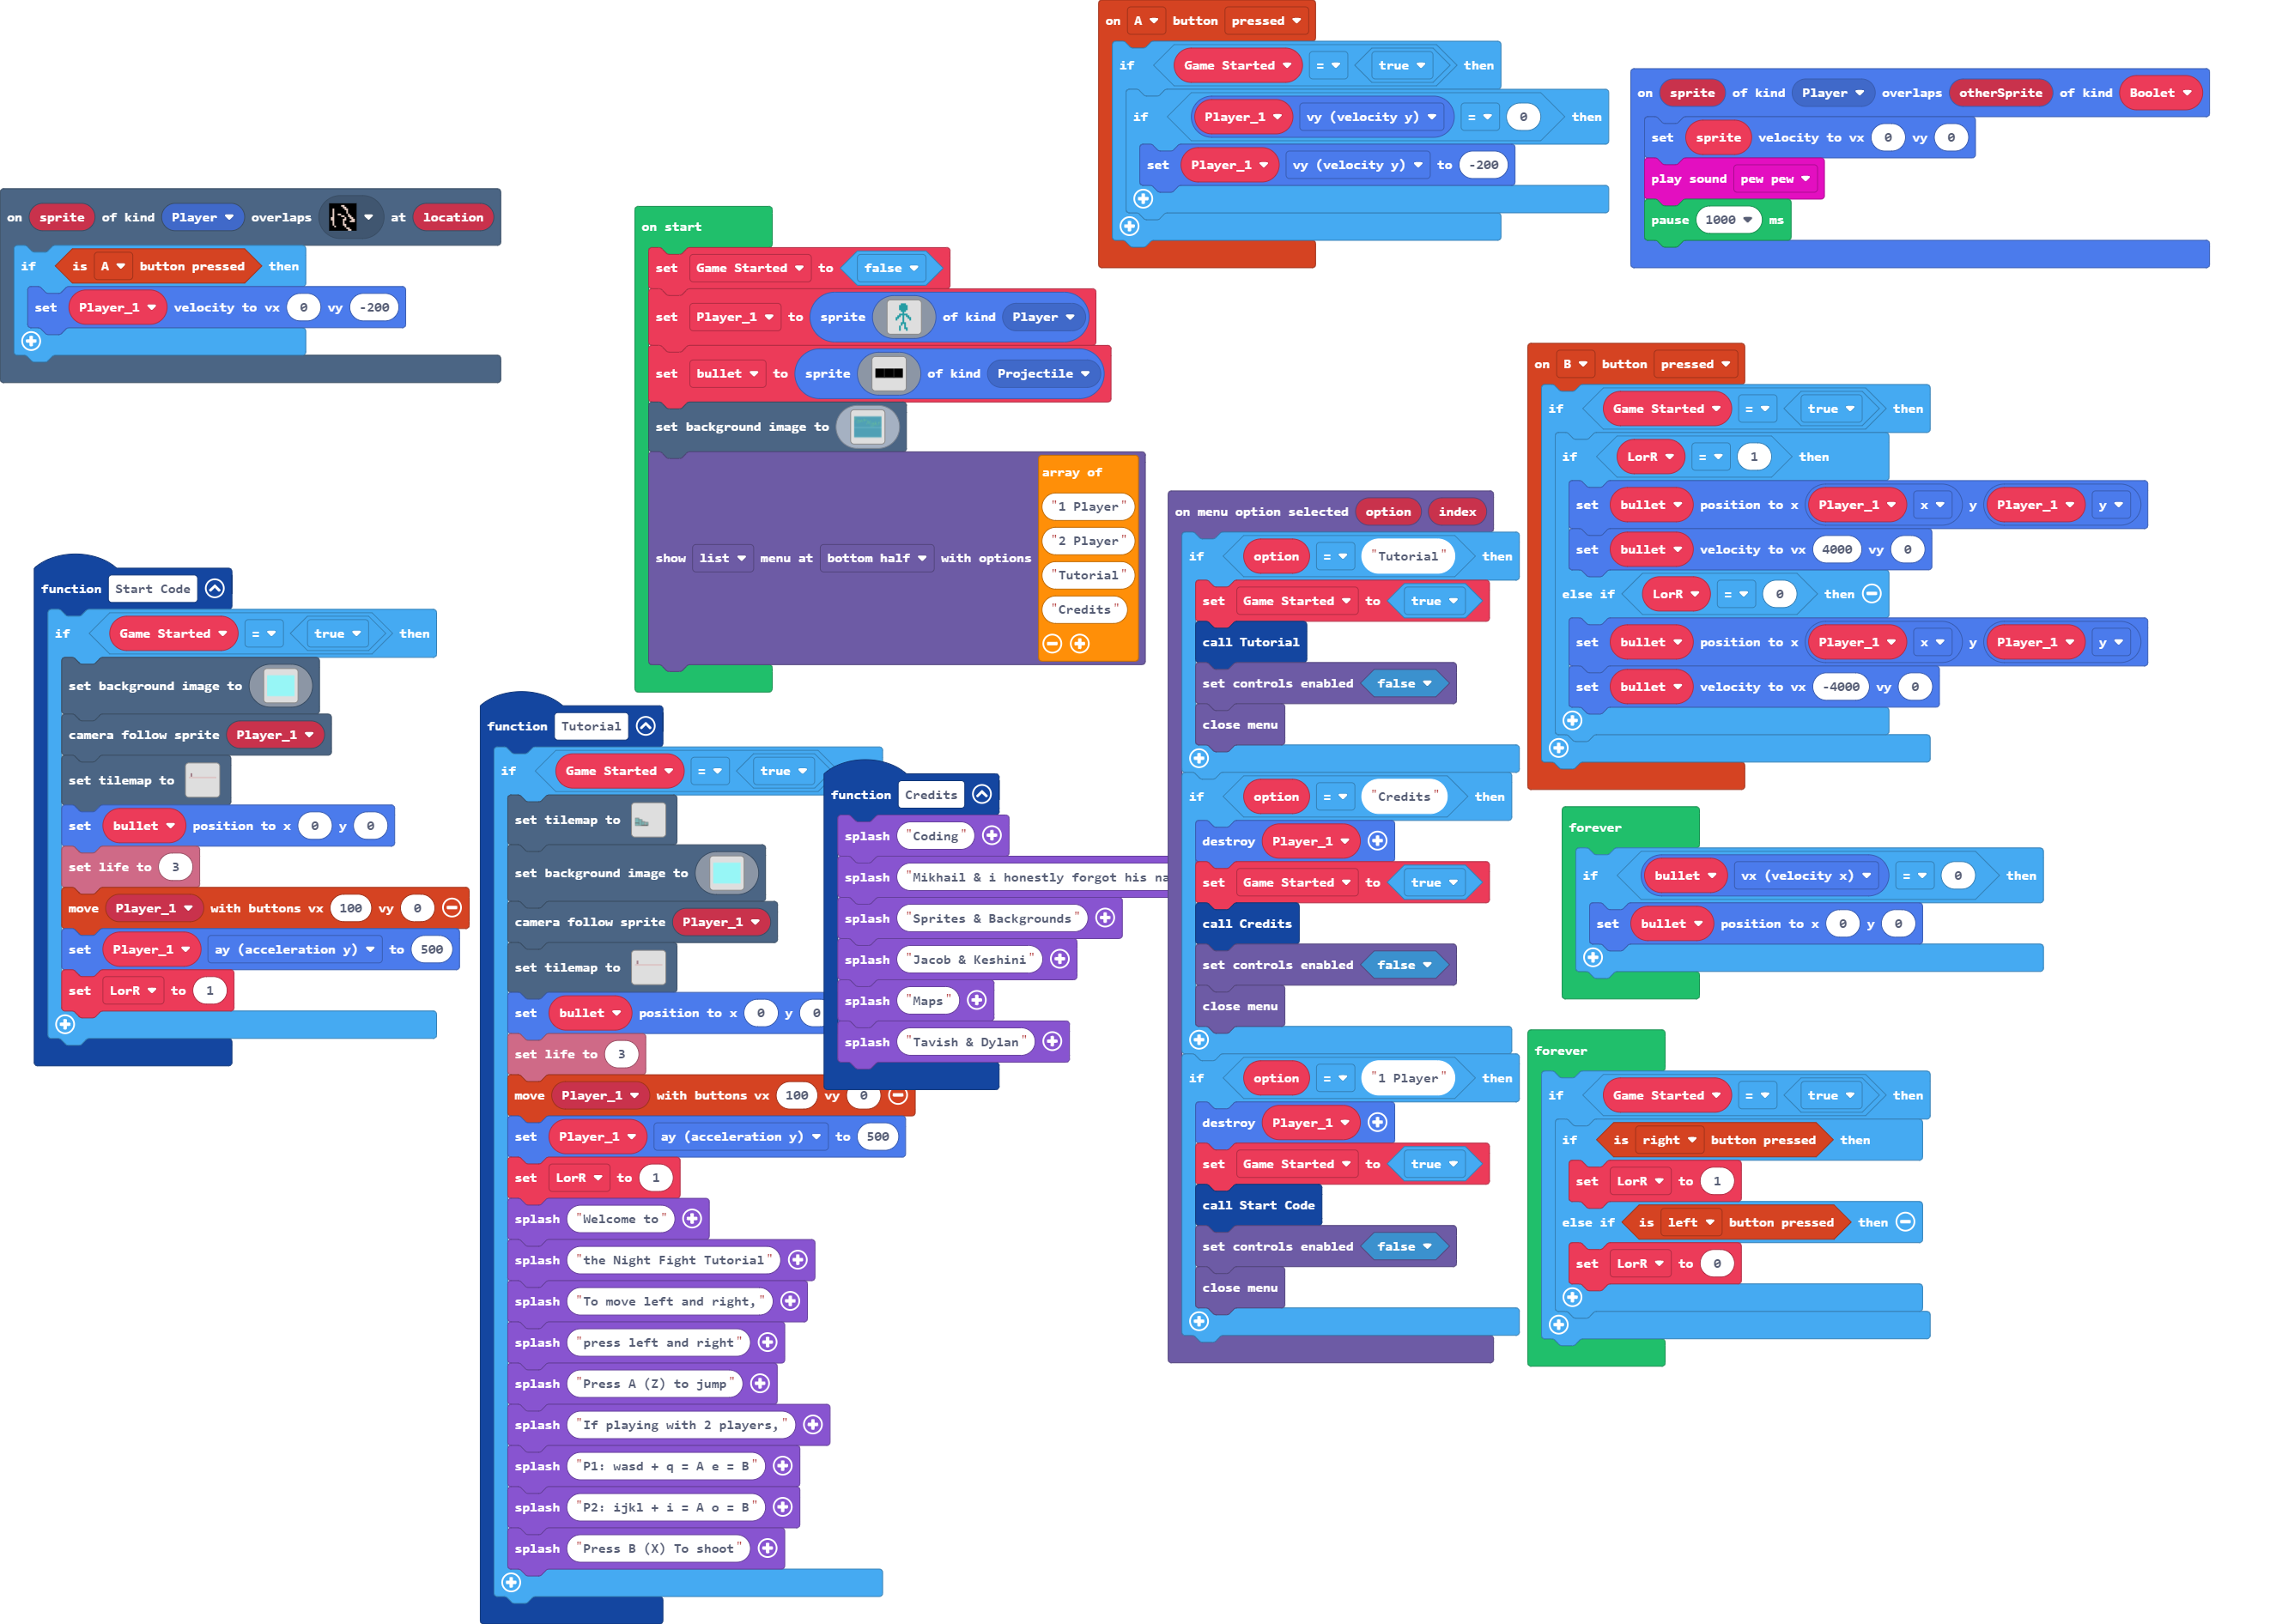 on A button pressed
if Game Started = true then
if Player_1 vy (velocity y) = 0 then
set Player_1 vy (velocity y) to -200
on sprite of kind Player overlaps otherSprite of kind Boolet
set sprite velocity to vx 0 vy 0
play sound pew pew
pause 1000 ms
on sprite of kind Player overlaps at location
if is A button pressed then
set Player_1 velocity to vx 0 vy -200
on start
set Game Started to false
set Player_1 to sprite of kind Player
set bullet to sprite of kind Projectile
set background image to
show list menu at bottom half with options
array of
"1 Player"
"2 Player"
"Tutorial"
"Credits"
on B button pressed
if Game Started = true then
if LorR = 1 then
set bullet position to x Player_1 x y Player_1 y
set bullet velocity to vx 4000 vy 0
else if LorR = 0 then
set bullet position to x Player_1 x y Player_1 y
set bullet velocity to vx -4000 vy 0
function Start Code
if Game Started = true then
set background image to
camera follow sprite Player_1
set tilemap to
set bullet position to x 0 y 0
set life to 3
move Player_1 with buttons vx 100 vy 0
set Player_1 ay (acceleration y) to 500
set LorR to 1
function Tutorial
if Game Started = true
set tilemap to
set background image to
camera follow sprite Player_1
set tilemap to
set bullet position to x 0 y 0
set life to 3
move Player_1 with buttons vx 100 vy 0
set Player_1 ay (acceleration y) to 500
set LorR to 1
splash "Welcome to"
splash "the Night Fight Tutorial"
splash "To move left and right,"
splash "press left and right"
splash "Press A (Z) to jump"
splash "If playing with 2 players,"
splash "P1: wasd + q = A e = B"
splash "P2: ijkl + i = A o = B"
splash "Press B (X) To shoot"
function Credits
splash "Coding"
splash "Mikhail & i honestly forgot his na
splash "Sprites & Backgrounds"
splash "Jacob & Keshini"
splash "Maps"
splash "Tavish & Dylan"
on menu option selected option index
if option = "Tutorial" then
set Game Started to true
call Tutorial
set controls enabled false
close menu
if option = "Credits" then
destroy Player_1
set Game Started to true
call Credits
set controls enabled false
close menu
if option = "1 Player" then
destroy Player_1
set Game Started to true
call Start Code
set controls enabled false
close menu
forever
if bullet vx (velocity x) = 0 then
set bullet position to x 0 y 0
forever
if Game Started = true then
if is right button pressed then
set LorR to 1
else if is left button pressed then
set LorR to 0